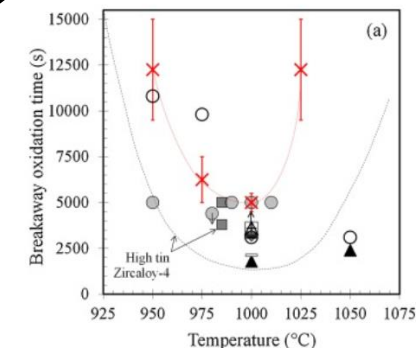 (a)
Breakaway oxidation time (s)
15000
12500
10000
7500
5000
2500
0
High tin
Zircaloy-4
925 950 975 1000 1025 1050 1075
Temperature (°C)